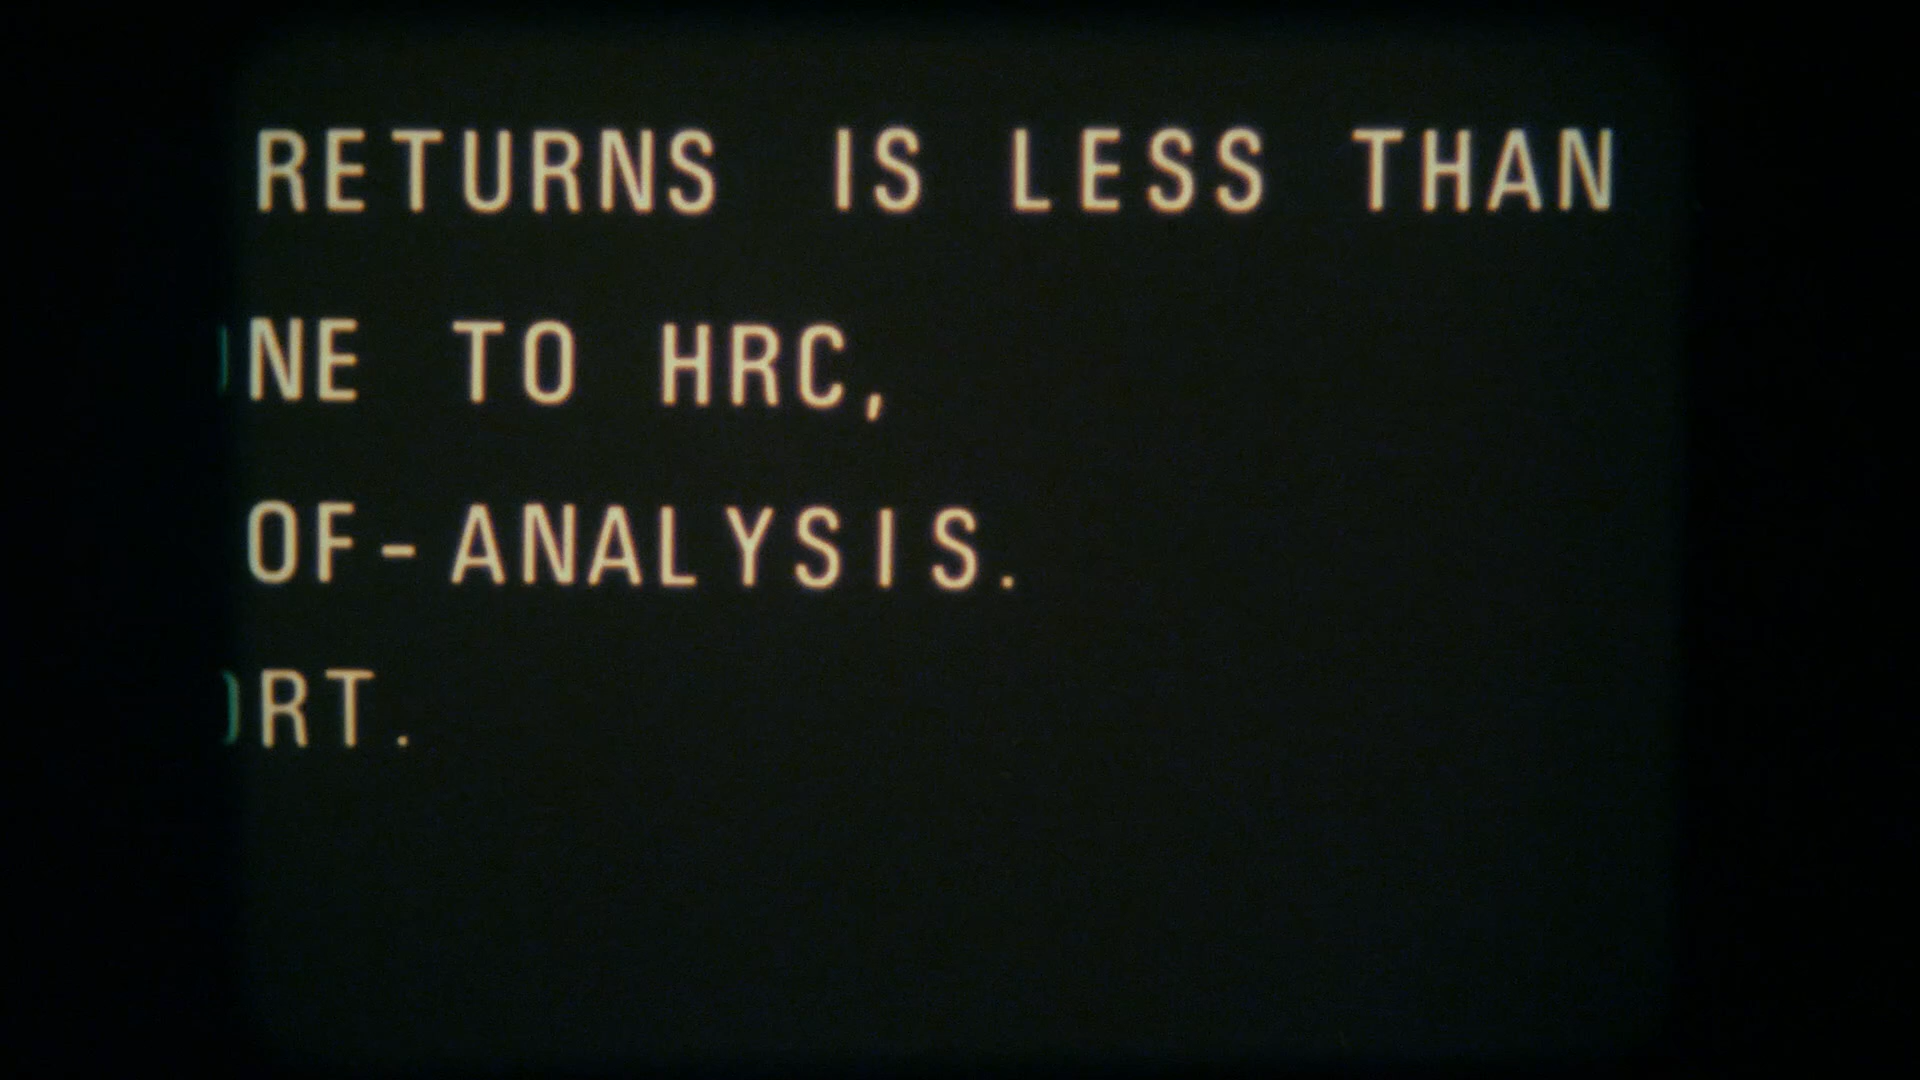 RETURNS IS LESS THAN
NE TO HRC,
OF-ANALYSIS.
RT.